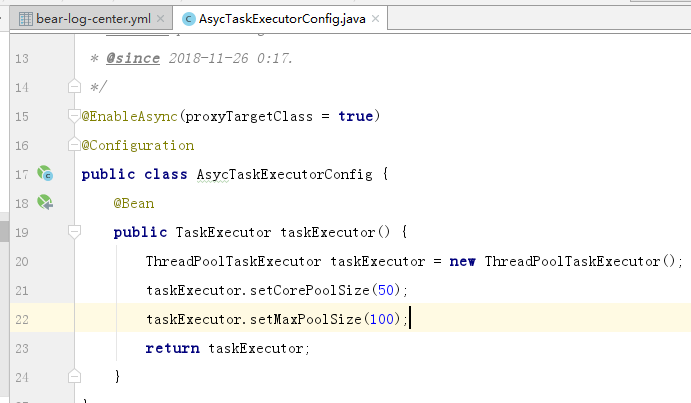 bear-log-center.yml
AsycTaskExecutorConfig.java
13 * @since 2018-11-26 0:17.
14 */
15 @EnableAsync(proxyTargetClass = true)
16 @Configuration
17 public class AsycTaskExecutorConfig {
18 @Bean
19 public TaskExecutor taskExecutor() {
20 ThreadPoolTaskExecutor taskExecutor = new ThreadPoolTaskExecutor();
21 taskExecutor.setCorePoolSize(50);
22 taskExecutor.setMaxPoolSize(100);
23 return taskExecutor;
24 }